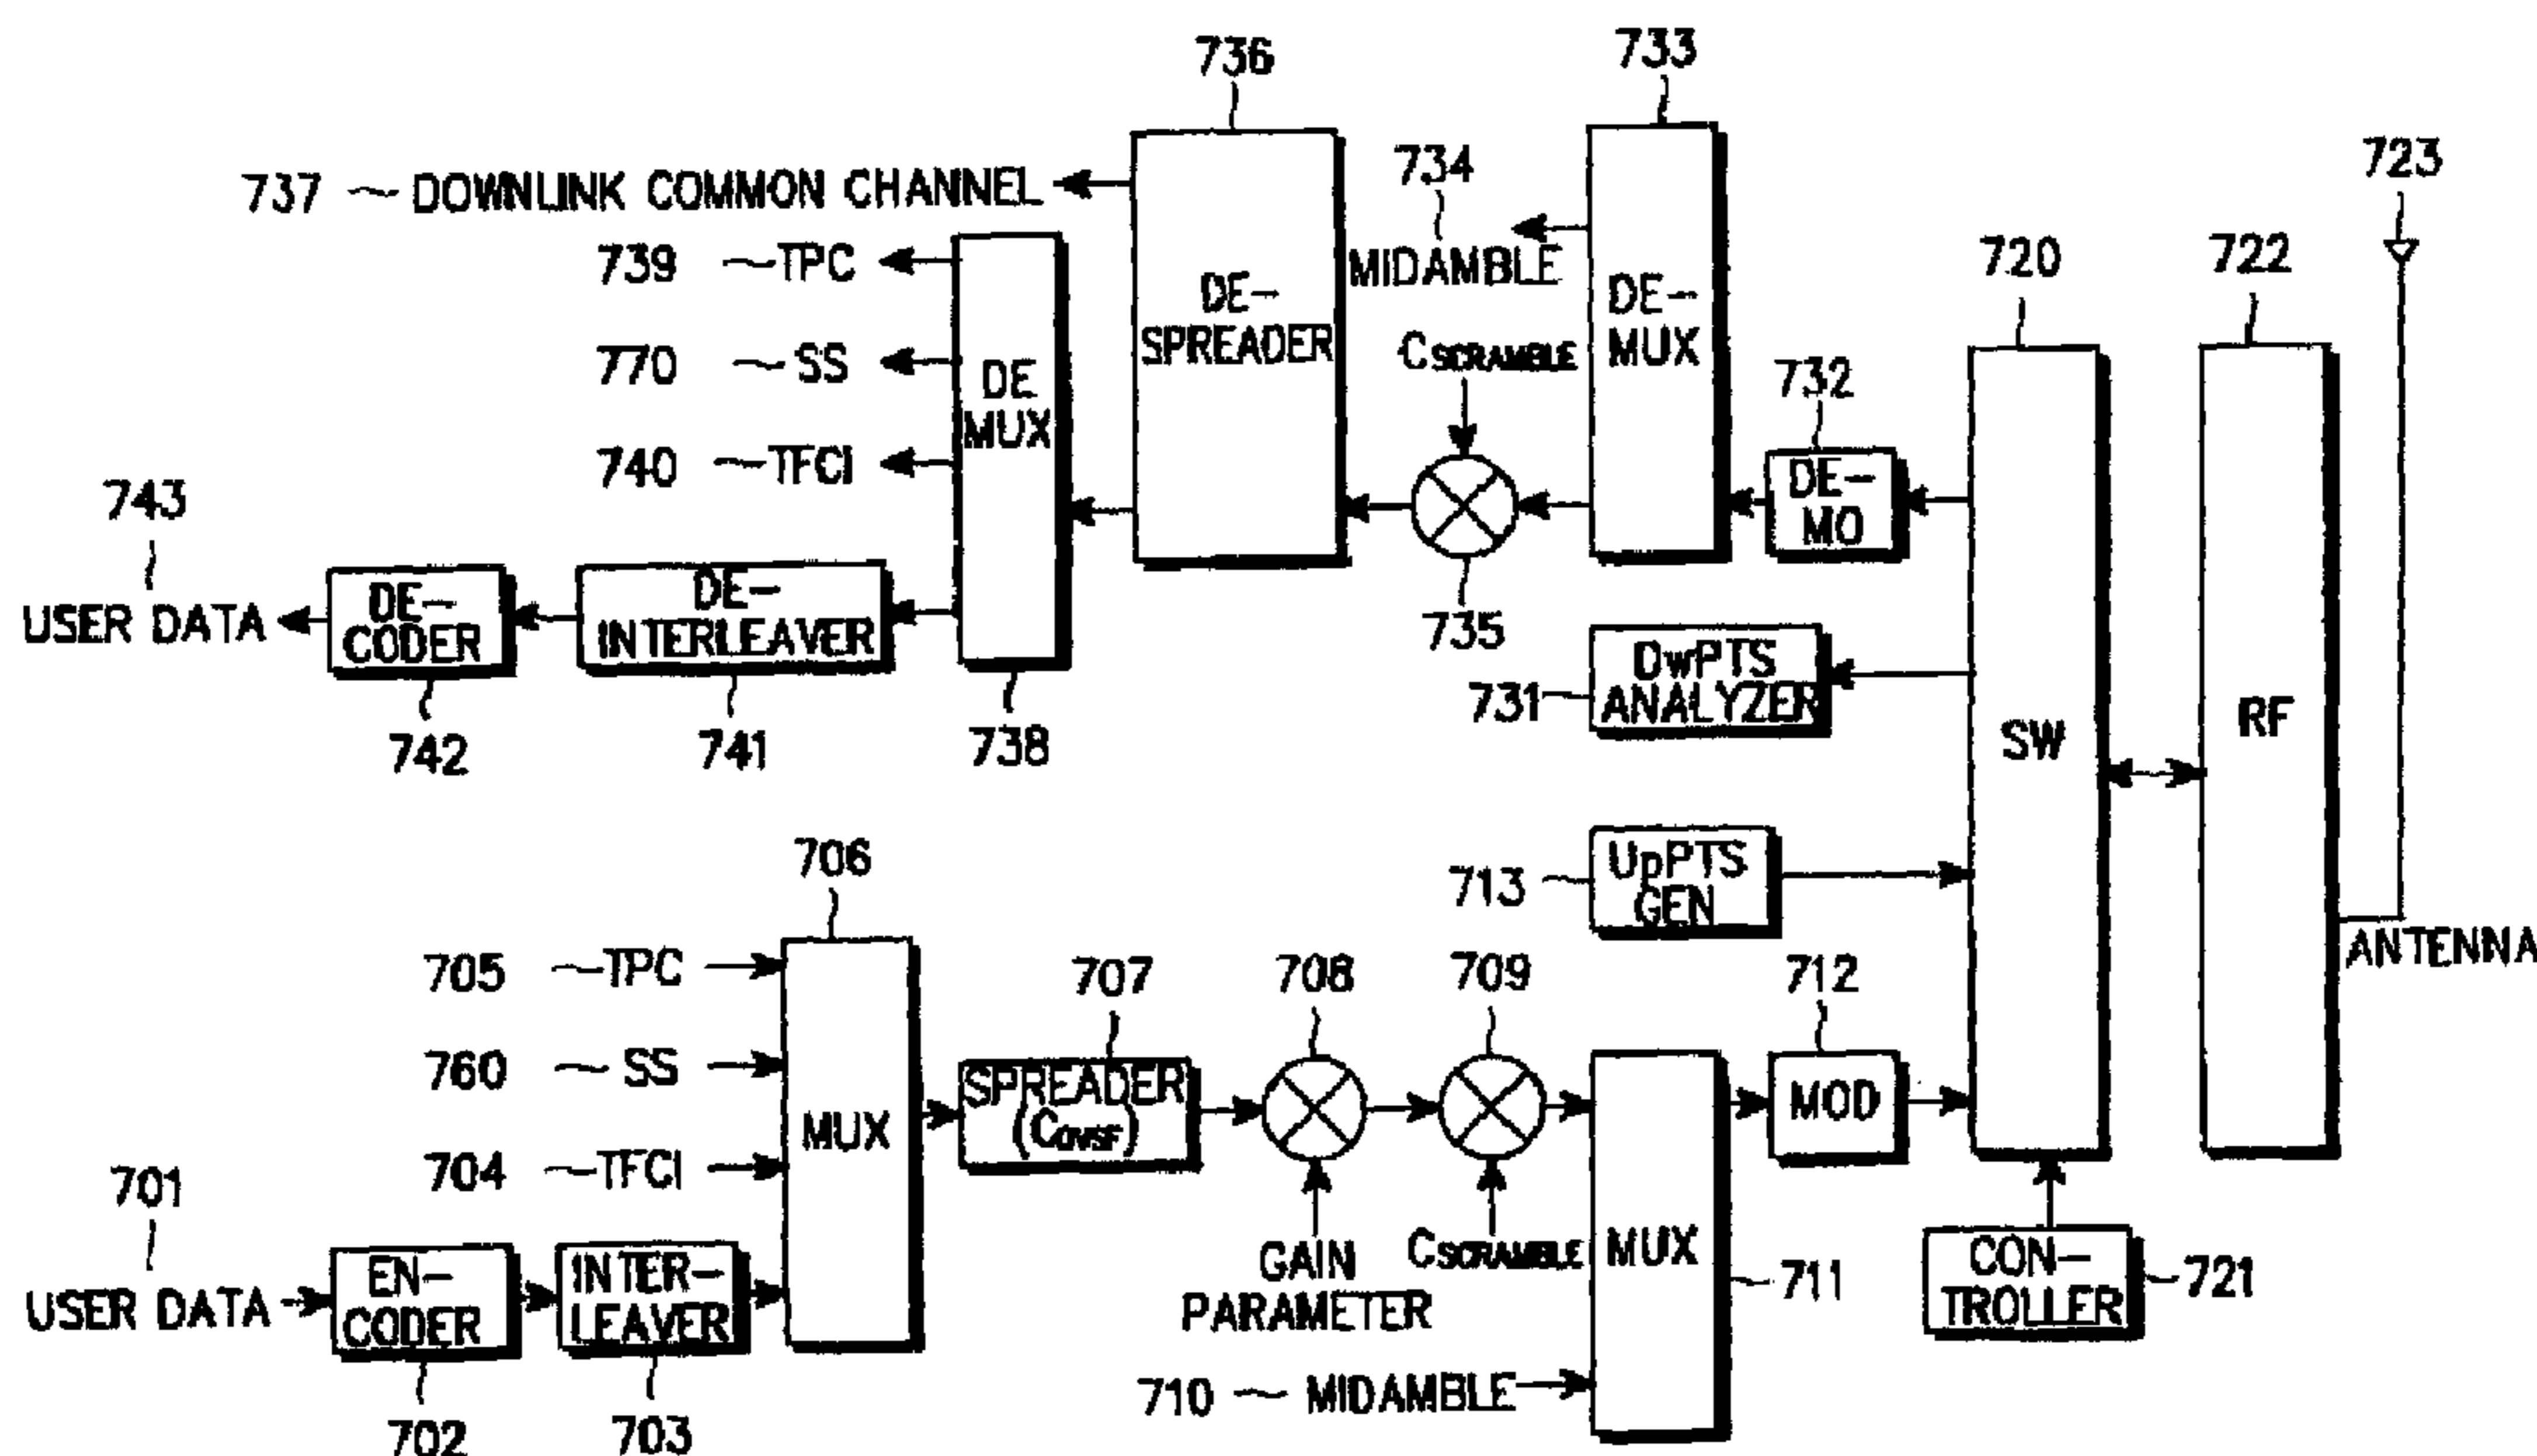 736
733
737 ~ DOWNLINK COMMON CHANNEL
734
MIDAMBLE
723
739 ~TPC
DE-
SPREADER
DE-
MUX
720
722
770 ~ SS
DE
MUX
CSCRAMBLE
732
740 ~TFCI
DE-
MO
743
USER DATA
DE-
CODER
DE-
INTERLEAVER
735
742
741
738
731
DwPTS
ANALYZER
SW
RF
706
713
UpPTS
GEN
ANTENNA
705 ~TPC
707
708
709
712
760 ~ SS
MUX
SPREADER
(COVSF)
MOD
704 ~TFCI
701
USER DATA
EN-
CODER
INTER-
LEAVER
GAIN
PARAMETER
CSCRAMBLE
MUX
711
CON-
TROLLER
721
710 ~ MIDAMBLE
702
703